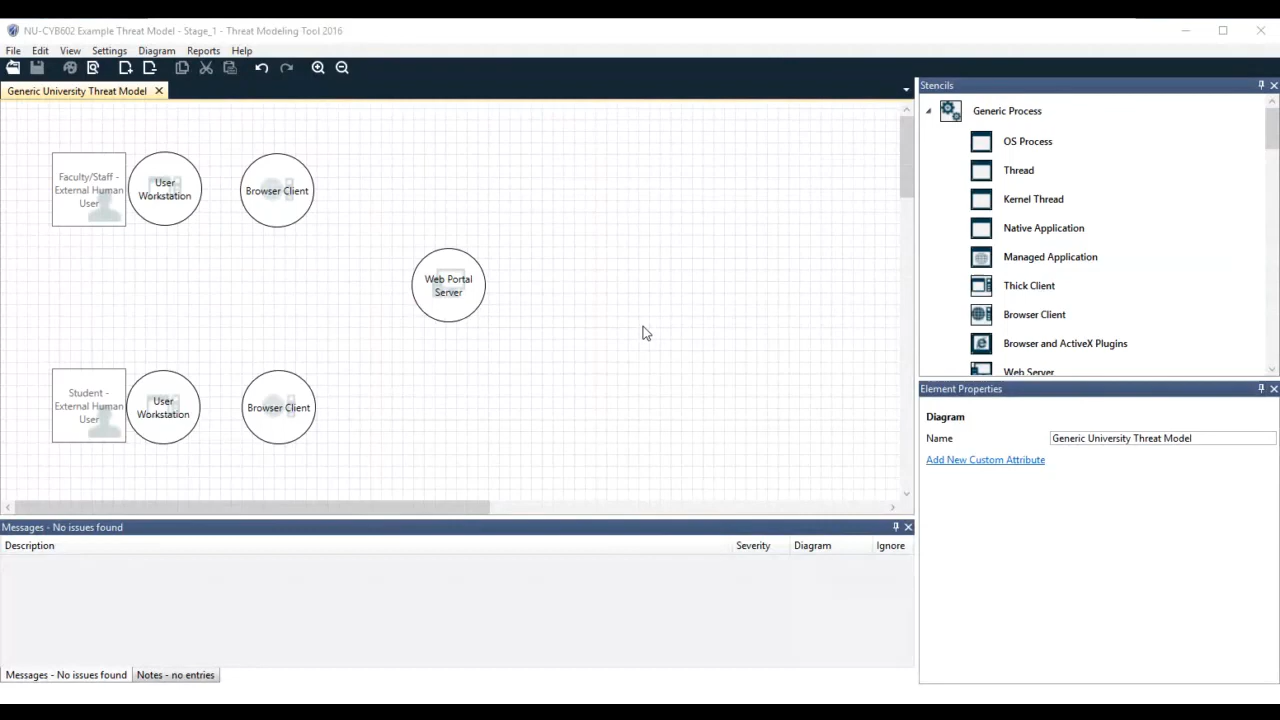 NU-CYB602 Example Threat Model - Stage_1 - Threat Modeling Tool 2016
File Edit View Settings Diagram Reports Help
Generic University Threat Model
Faculty/Staff -
External Human
User
User
Workstation
Browser Client
Web Portal
Server
Student -
External Human
User
User
Workstation
Browser Client
Stencils
Generic Process
OS Process
Thread
Kernel Thread
Native Application
Managed Application
Thick Client
Browser Client
Browser and ActiveX Plugins
Web Server
Element Properties
Diagram
Name Generic University Threat Model
Add New Custom Attribute
Messages - No issues found
Description Severity Diagram Ignore
Messages - No issues found Notes - no entries